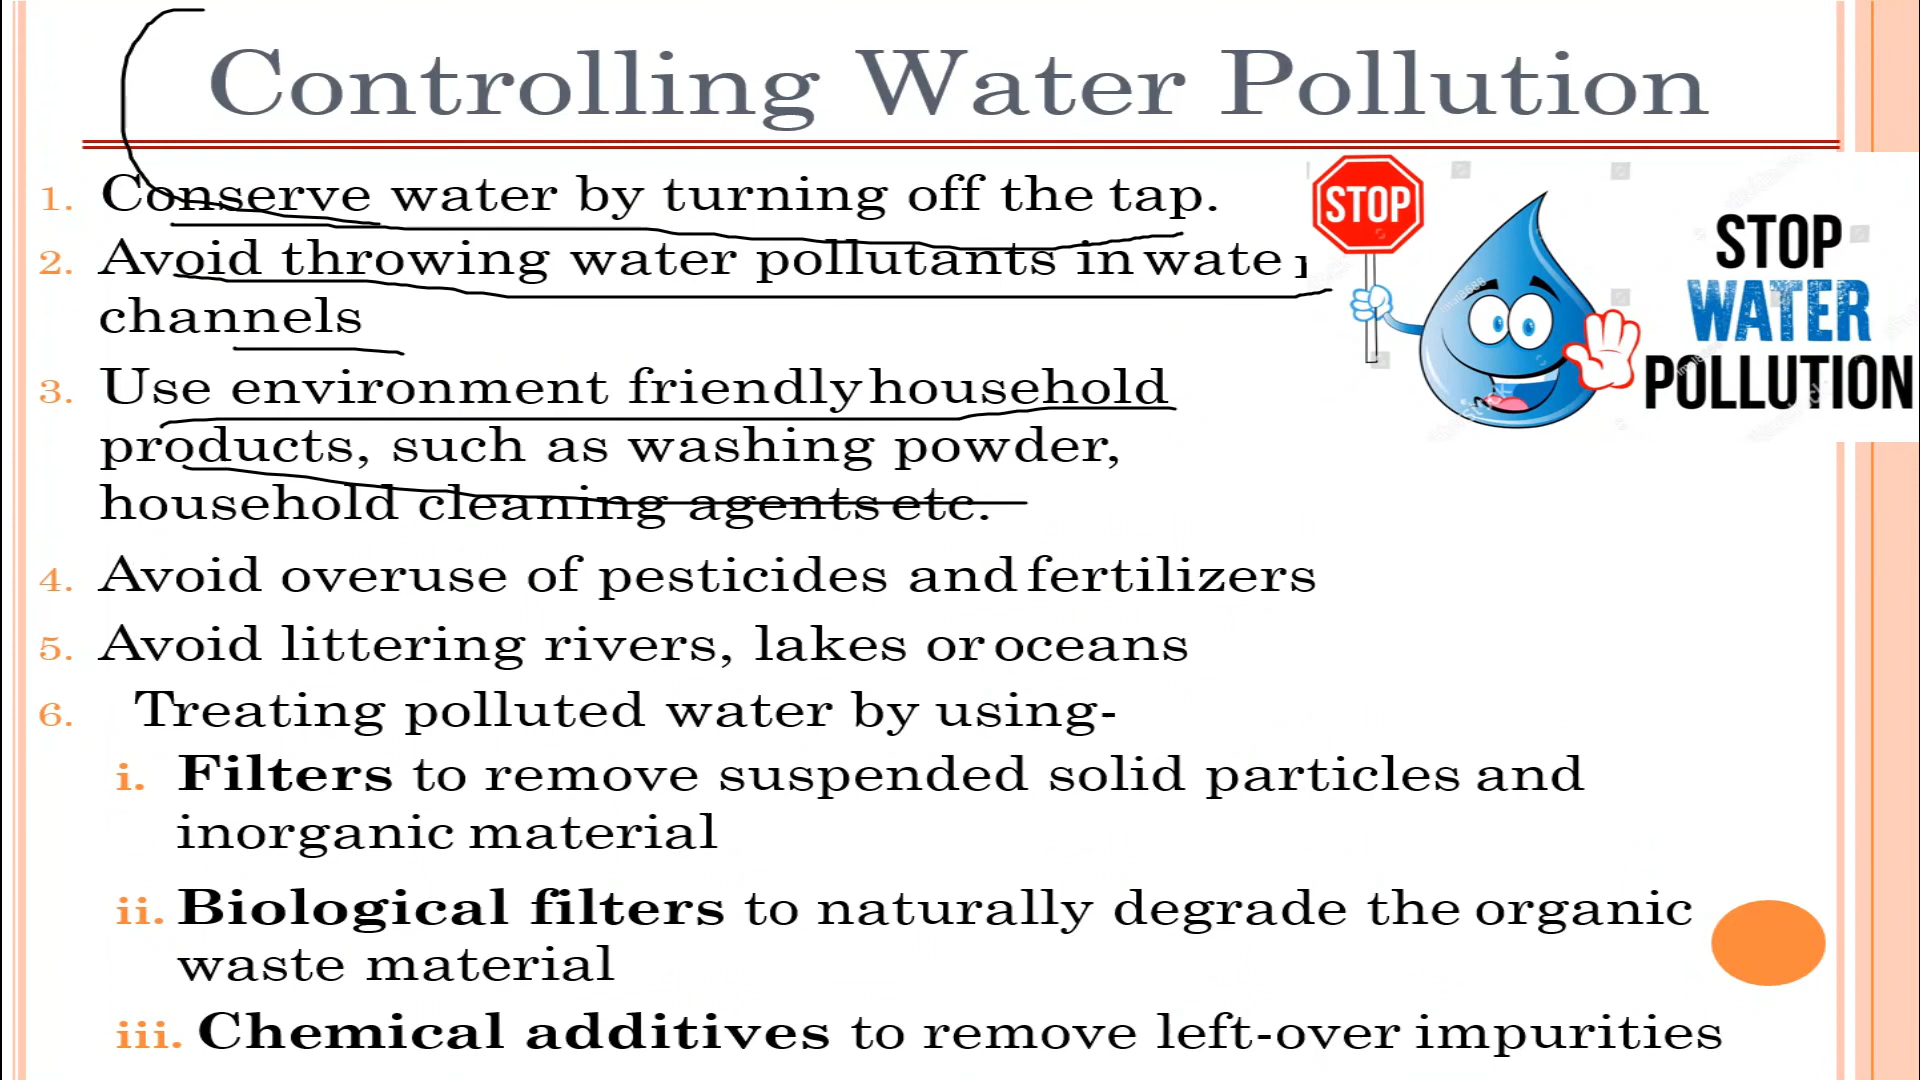 Controlling Water Pollution
1. Conserve water by turning off the tap.
2. Avoid throwing water pollutants in water
channels
3. Use environment friendly household
products, such as washing powder,
household cleaning agents etc.
4. Avoid overuse of pesticides and fertilizers
5. Avoid littering rivers, lakes or oceans
6. Treating polluted water by using-
i. Filters to remove suspended solid particles and
inorganic material
ii. Biological filters to naturally degrade the organic
waste material
iii. Chemical additives to remove left-over impurities
STOP
STOP
WATER
POLLUTION